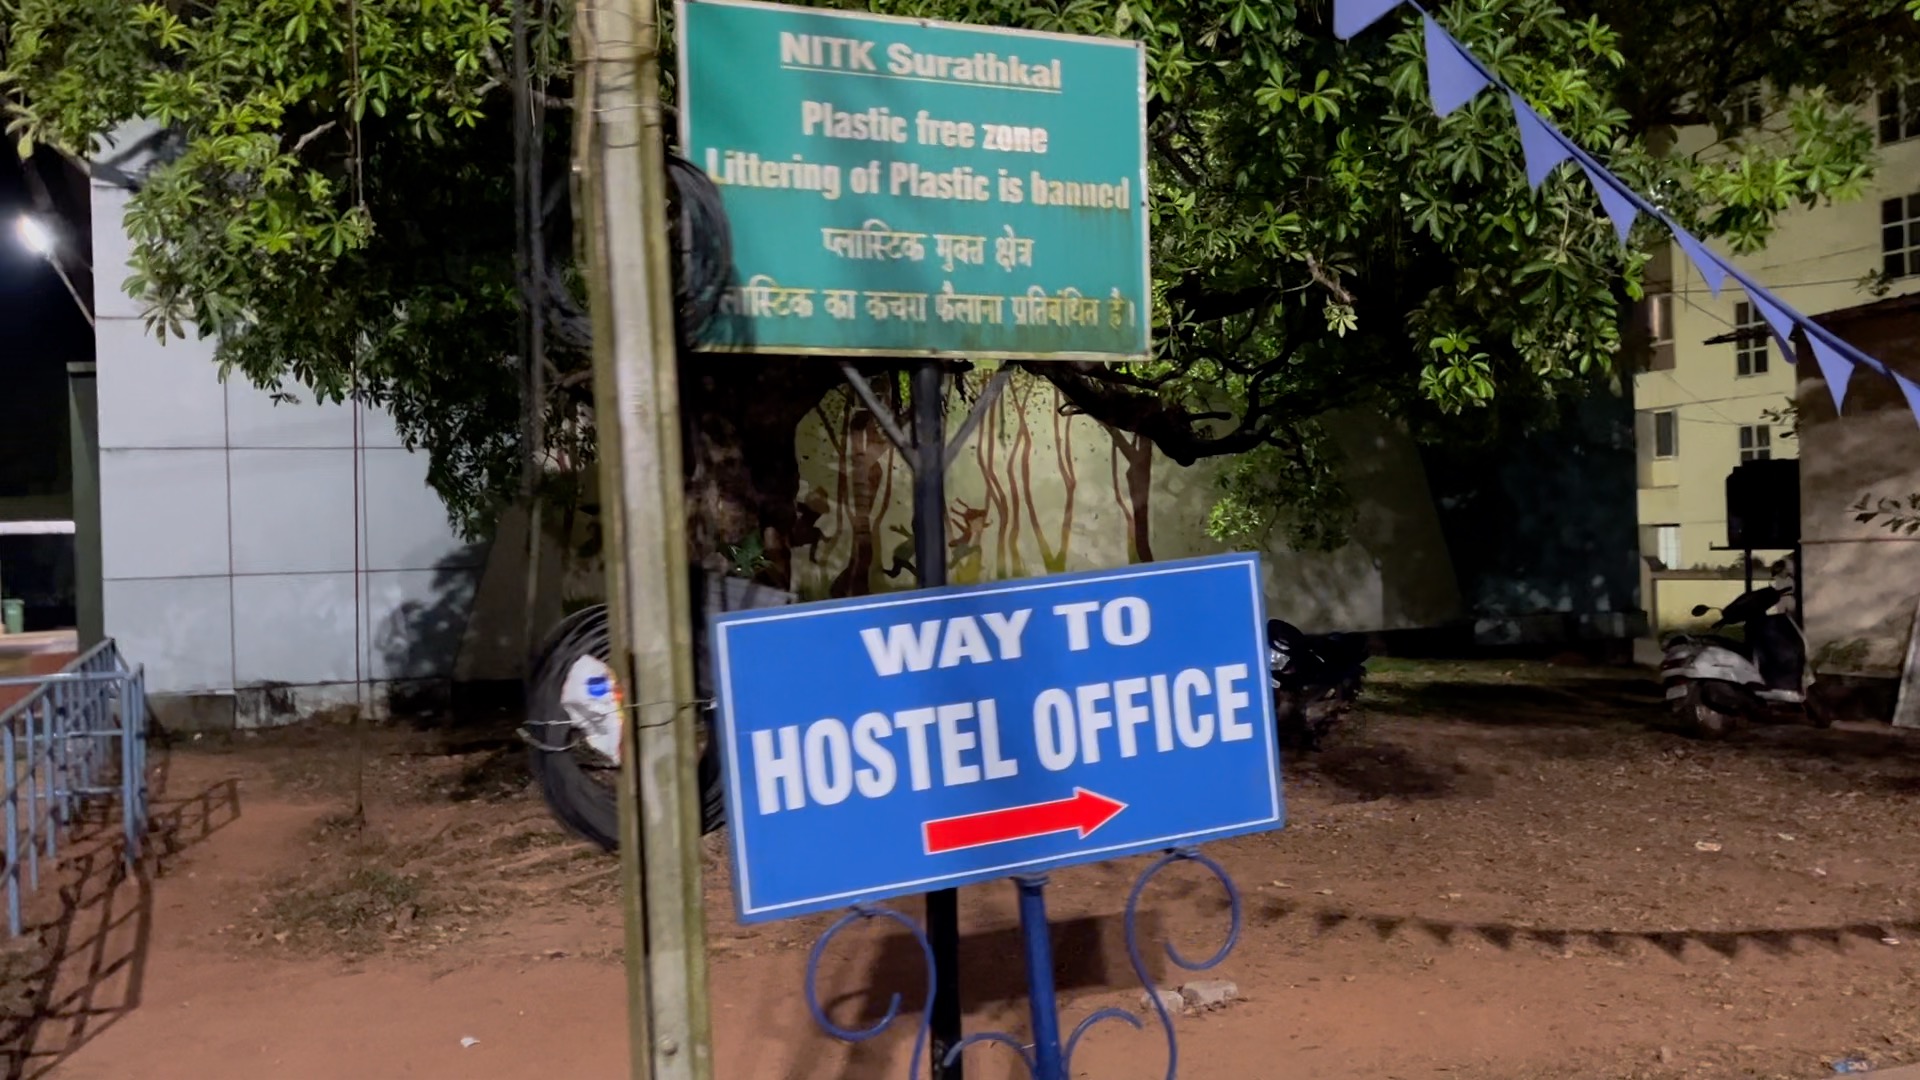 NITK Surathkal
Plastic free zone
Littering of Plastic is banned
प्लास्टिक मुक्त क्षेत्र
लास्टिक का कचरा फैलाना प्रतिबंधित है।
WAY TO
HOSTEL OFFICE